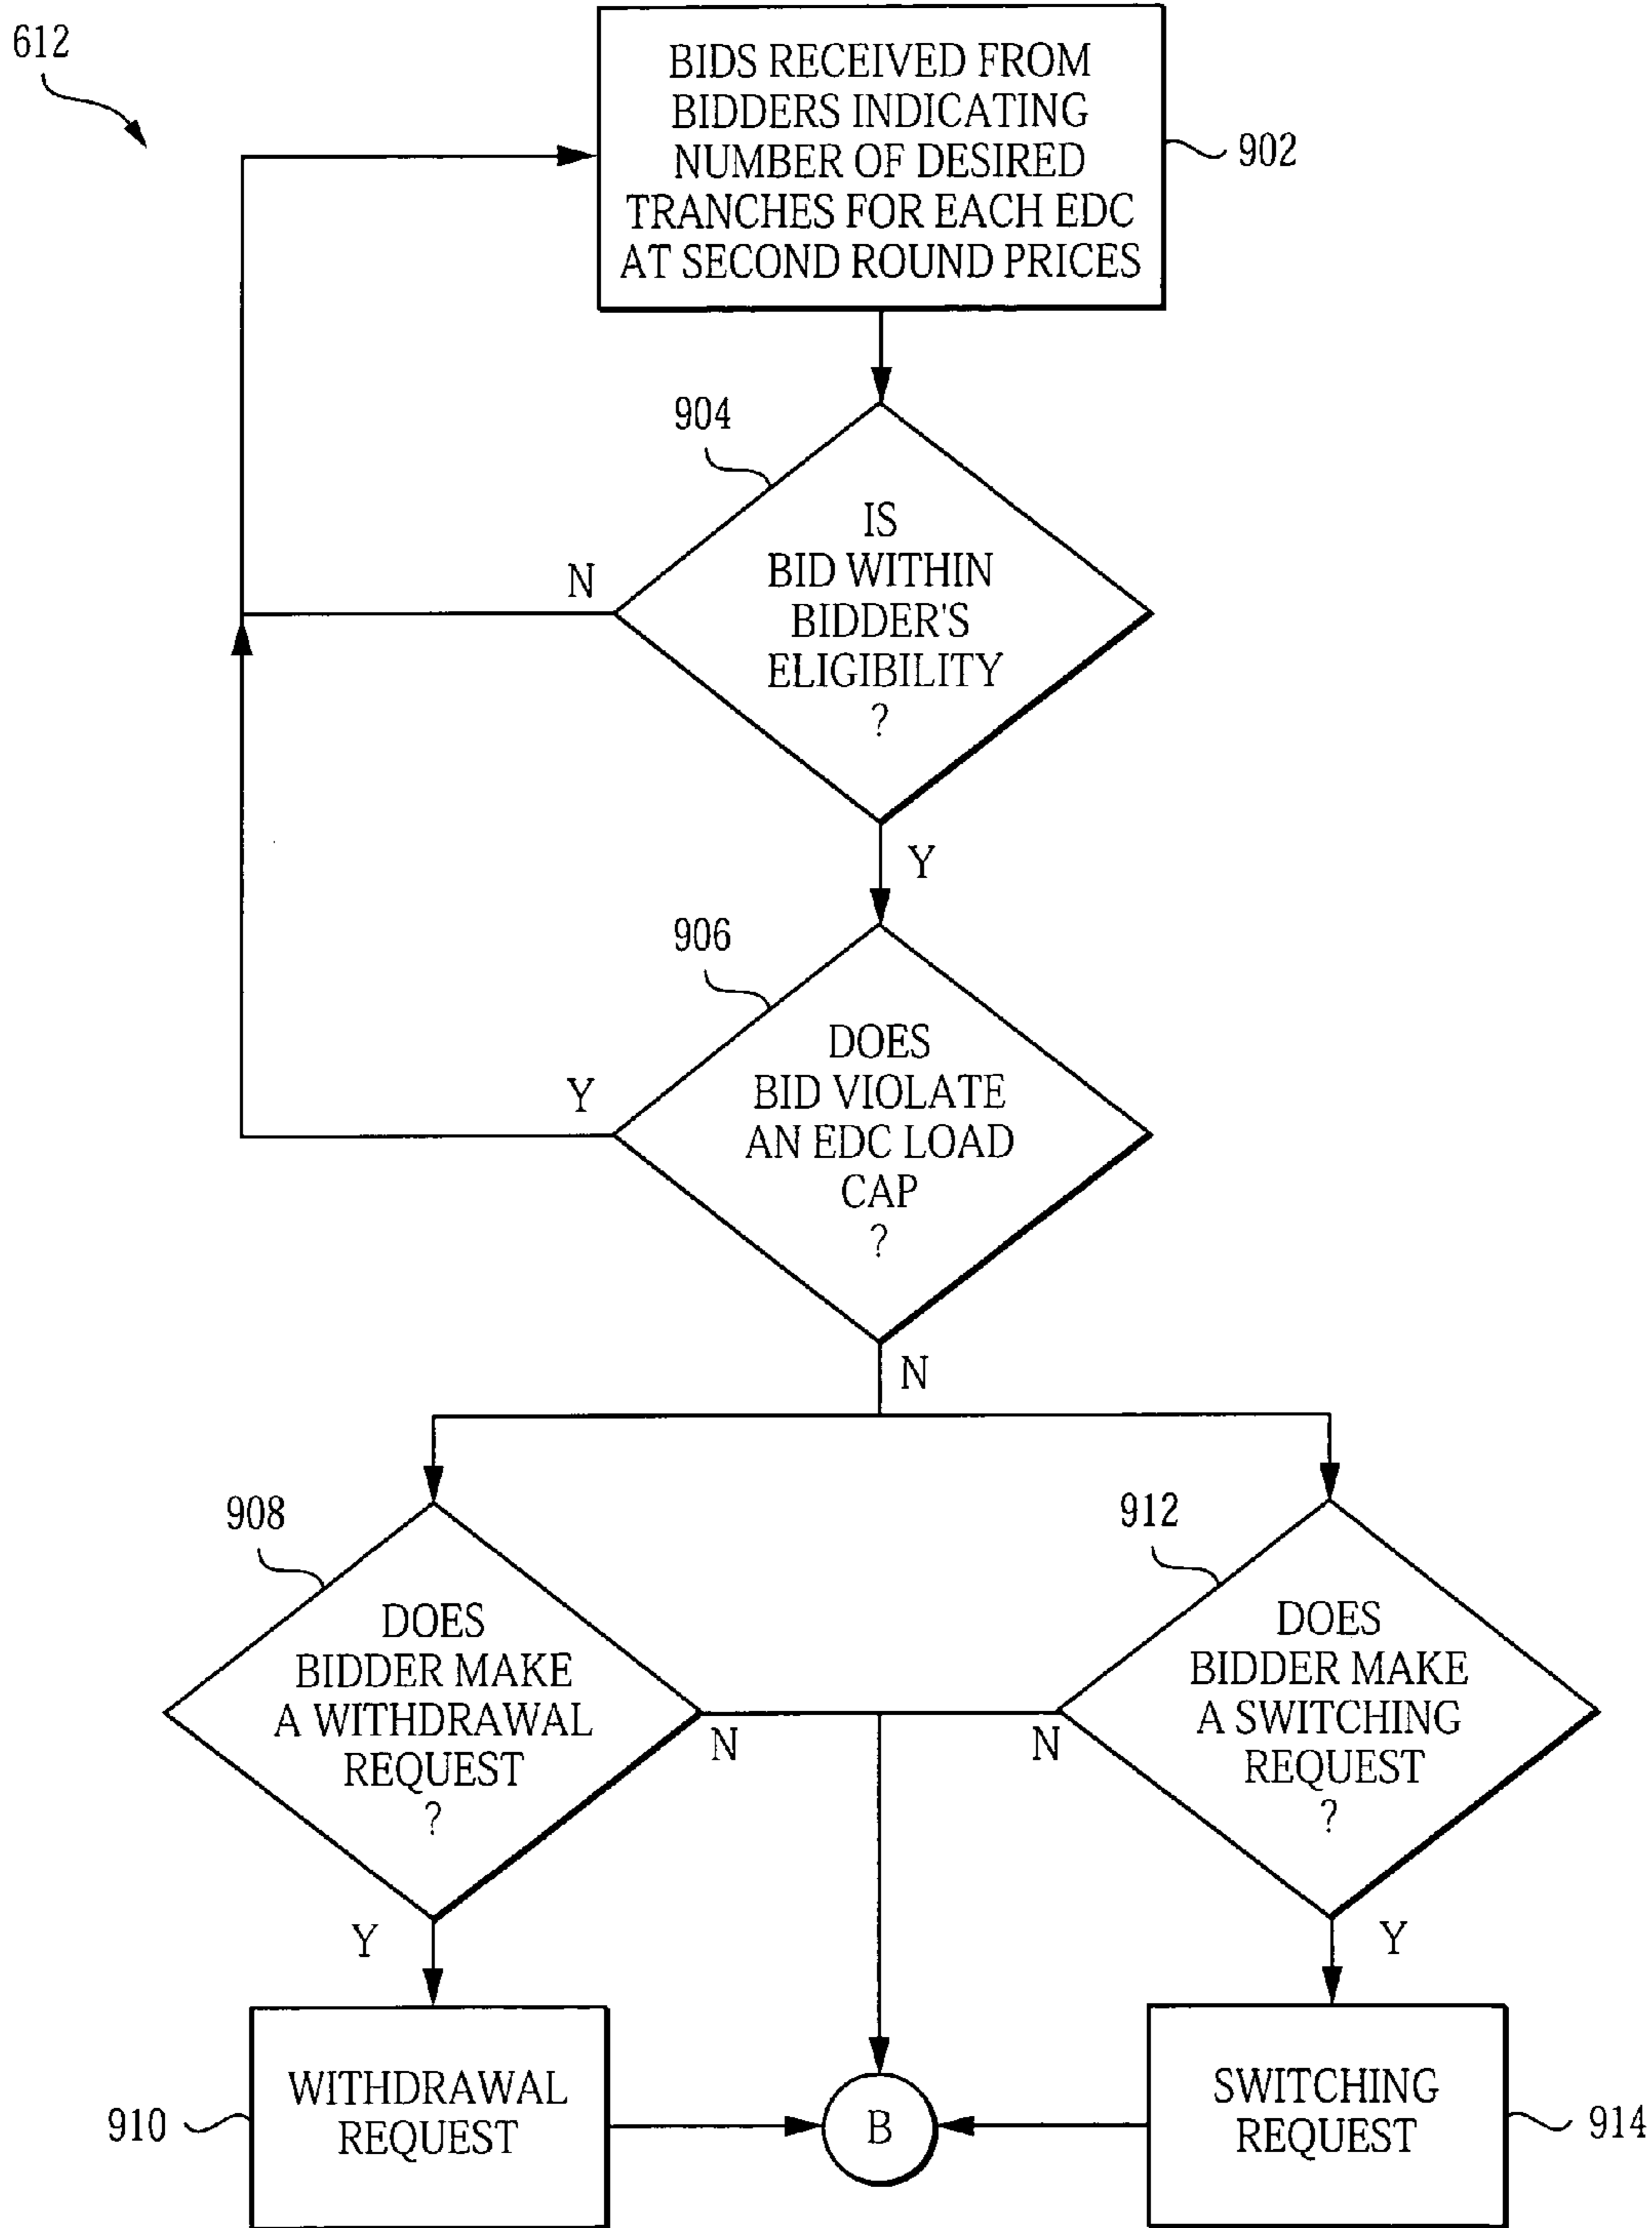 612
BIDS RECEIVED FROM
BIDDERS INDICATING
NUMBER OF DESIRED
TRANCHES FOR EACH EDC
AT SECOND ROUND PRICES
902
904
IS
BID WITHIN
BIDDER'S
ELIGIBILITY
?
N
Y
906
DOES
BID VIOLATE
AN EDC LOAD
CAP
?
Y
N
908
DOES
BIDDER MAKE
A WITHDRAWAL
REQUEST
?
N
Y
912
DOES
BIDDER MAKE
A SWITCHING
REQUEST
?
N
Y
WITHDRAWAL
REQUEST
910
B
SWITCHING
REQUEST
914